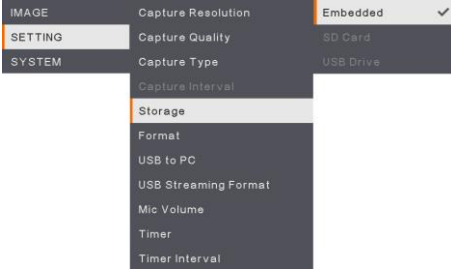 IMAGE
SETTING
SYSTEM
Capture Resolution
Capture Quality
Capture Type
Capture Interval
Storage
Format
USB to PC
USB Streaming Format
Mic Volume
Timer
Timer Interval
Embedded
SD Card
USB Drive